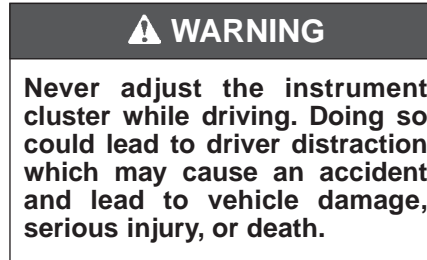 WARNING
Never adjust the instrument
cluster while driving. Doing so
could lead to driver distraction
which may cause an accident
and lead to vehicle damage,
serious injury, or death.